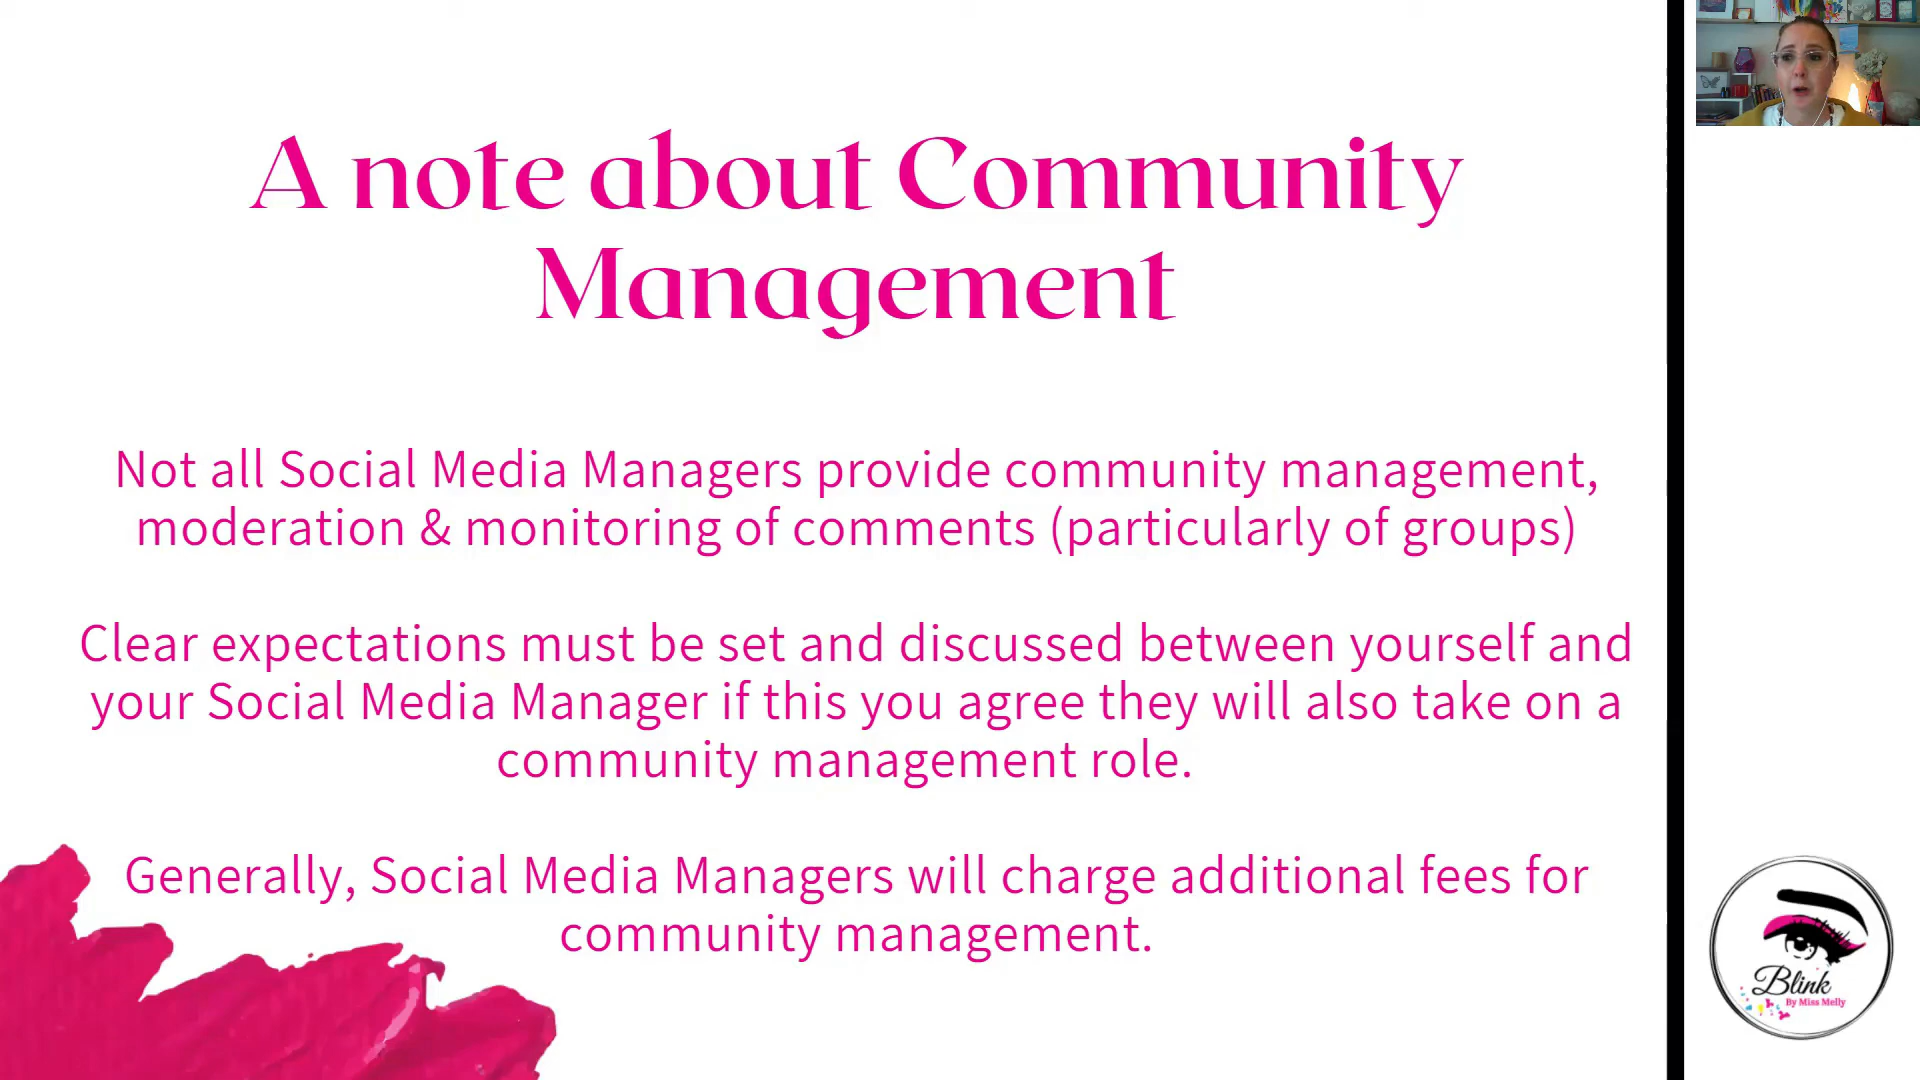 A note about Community
Management
Not all Social Media Managers provide community management,
moderation & monitoring of comments (particularly of groups)
Clear expectations must be set and discussed between yourself and
your Social Media Manager if this you agree they will also take on a
community management role.
Generally, Social Media Managers will charge additional fees for
community management.
Blink
By Miss Melly